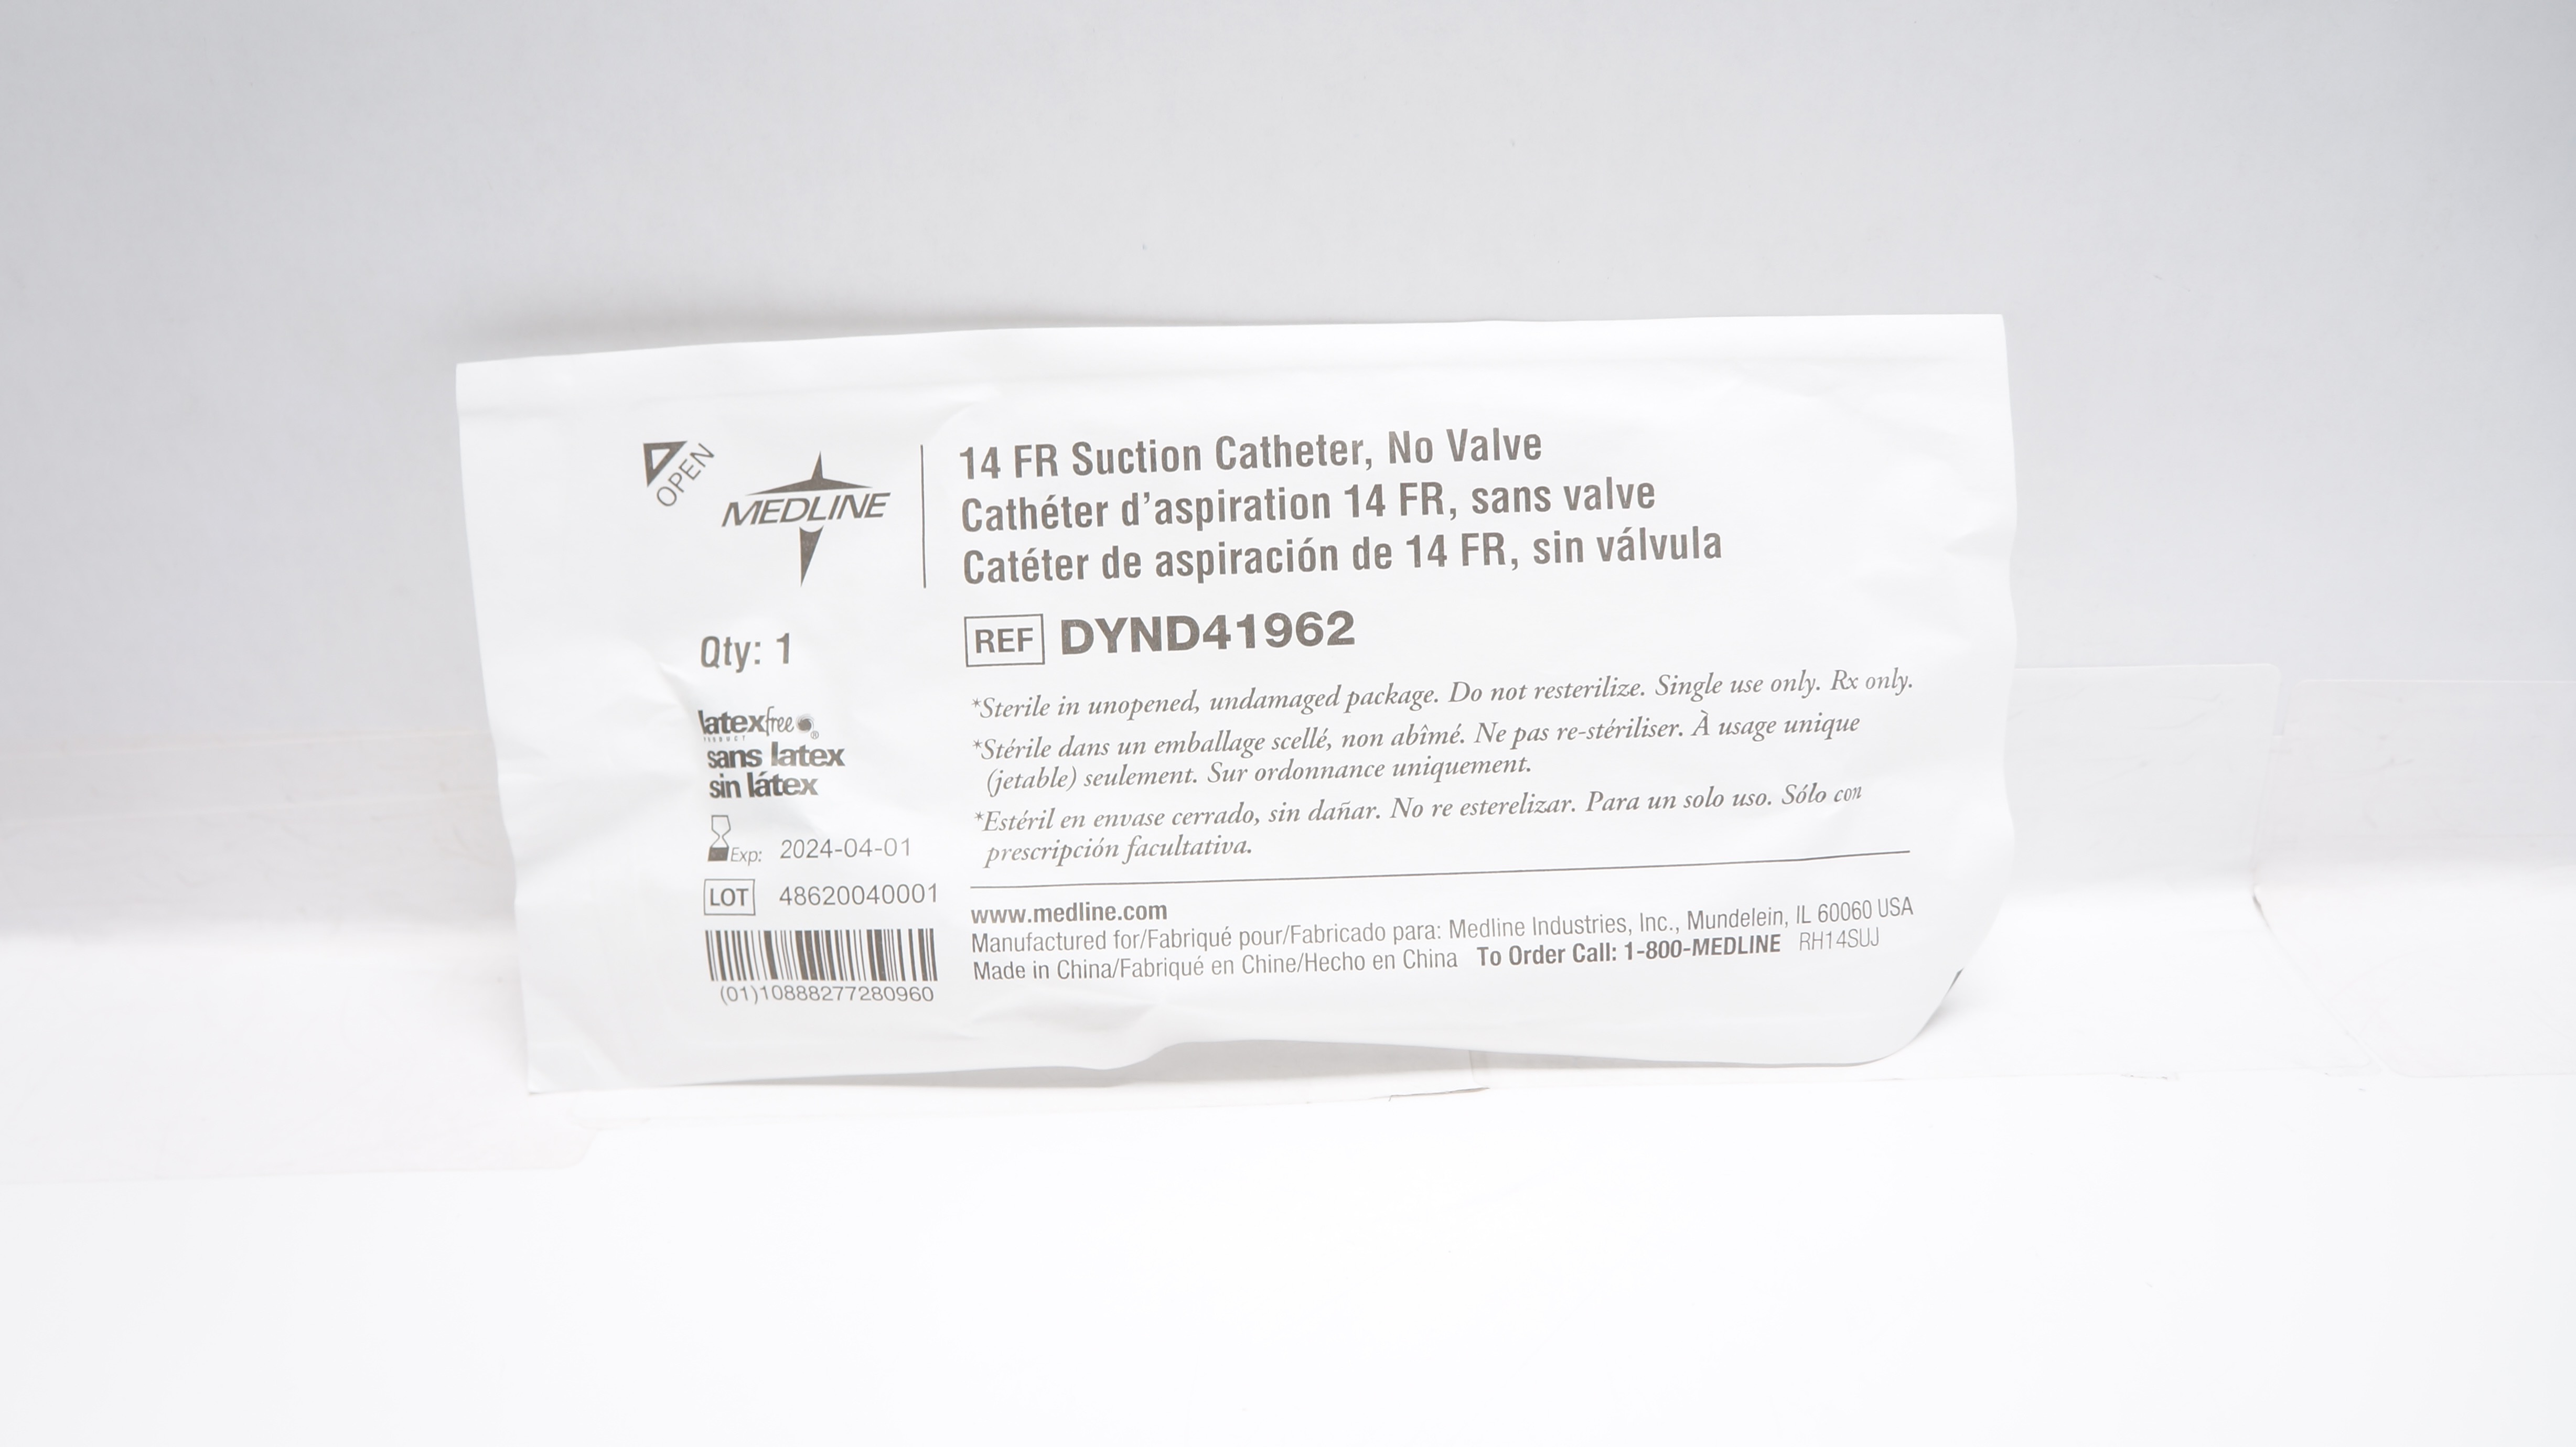 OPEN
MEDLINE
14 FR Suction Catheter, No Valve
Cathéter d'aspiration 14 FR, sans valve
Catéter de aspiración de 14 FR, sin válvula
REF DYND41962
Qty: 1
*Sterile in unopened, undamaged package. Do not resterilize. Single use only. Rx only.
*Stérile dans un emballage scellé, non abîmé. Ne pas re-stériliser. À usage unique
(jetable) seulement. Sur ordonnance uniquement.
*Estéril en envase cerrado, sin dañar. No re esterelizar. Para un solo uso. Sólo con
prescripción facultativa.
latexfree®
PRODUCT
sans latex
sin látex
Exp: 2024-04-01
LOT 48620040001
(01)10888277280960
www.medline.com
Manufactured for/Fabriqué pour/Fabricado para: Medline Industries, Inc., Mundelein, IL 60060 USA
Made in China/Fabriqué en Chine/Hecho en China To Order Call: 1-800-MEDLINE RH14SUJ